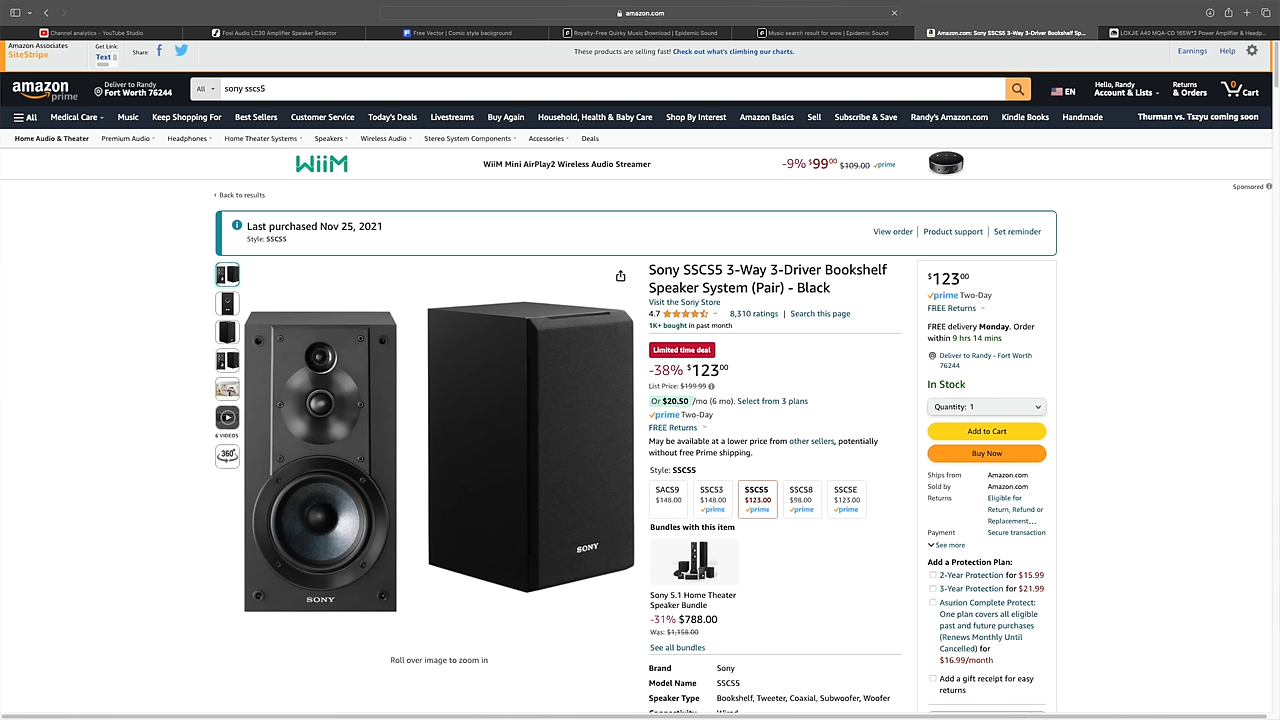 amazon.com
Channel analytics - YouTube Studio
Fosi Audio LC30 Amplifier Speaker Selector
Free Vector | Comic style background
Royalty-Free Quirky Music Download | Epidemic Sound
Music search result for wow | Epidemic Sound
Amazon.com: Sony SSCS5 3-Way 3-Driver Bookshelf Sp...
LOXJIE A40 MQA-CD 165W*2 Power Amplifier & Headp...
Amazon Associates
SiteStripe
Get Link:
Text
Share:
These products are selling fast! Check out what's climbing our charts.
Earnings
Help
amazon
prime
Deliver to Randy
Fort Worth 76244
All
sony sscs5
EN
Hello, Randy
Account & Lists
Returns
& Orders
0
Cart
All
Medical Care
Music
Keep Shopping For
Best Sellers
Customer Service
Today's Deals
Livestreams
Buy Again
Household, Health & Baby Care
Shop By Interest
Amazon Basics
Sell
Subscribe & Save
Randy's Amazon.com
Kindle Books
Handmade
Thurman vs. Tszyu coming soon
Home Audio & Theater
Premium Audio
Headphones
Home Theater Systems
Speakers
Wireless Audio
Stereo System Components
Accessories
Deals
WiiM
WiiM Mini AirPlay2 Wireless Audio Streamer
-9% $9900 $109.00 prime
Sponsored
‹ Back to results
Last purchased Nov 25, 2021
Style: SSCS5
View order | Product support | Set reminder
6 VIDEOS
360°
SONY
SONY
Roll over image to zoom in
Sony SSCS5 3-Way 3-Driver Bookshelf
Speaker System (Pair) - Black
Visit the Sony Store
4.7
8,310 ratings | Search this page
1K+ bought in past month
Limited time deal
-38% $12300
List Price: $199.99
Or $20.50 /mo (6 mo). Select from 3 plans
prime Two-Day
FREE Returns
May be available at a lower price from other sellers, potentially
without free Prime shipping.
Style: SSCS5
SACS9
$148.00
SSCS3
$148.00
prime
SSCS5
$123.00
prime
SSCS8
$98.00
prime
SSCSE
$123.00
prime
Bundles with this item
Sony 5.1 Home Theater
Speaker Bundle
-31% $788.00
Was: $1,158.00
See all bundles
Brand Sony
Model Name SSCS5
Speaker Type Bookshelf, Tweeter, Coaxial, Subwoofer, Woofer
Connectivity Wired
$12300
prime Two-Day
FREE Returns
FREE delivery Monday. Order
within 9 hrs 14 mins
Deliver to Randy - Fort Worth
76244
In Stock
Quantity: 1
Add to Cart
Buy Now
Ships from Amazon.com
Sold by Amazon.com
Returns Eligible for
Return, Refund or
Replacement...
Payment Secure transaction
See more
Add a Protection Plan:
2-Year Protection for $15.99
3-Year Protection for $21.99
Asurion Complete Protect:
One plan covers all eligible
past and future purchases
(Renews Monthly Until
Cancelled) for
$16.99/month
Add a gift receipt for easy
returns